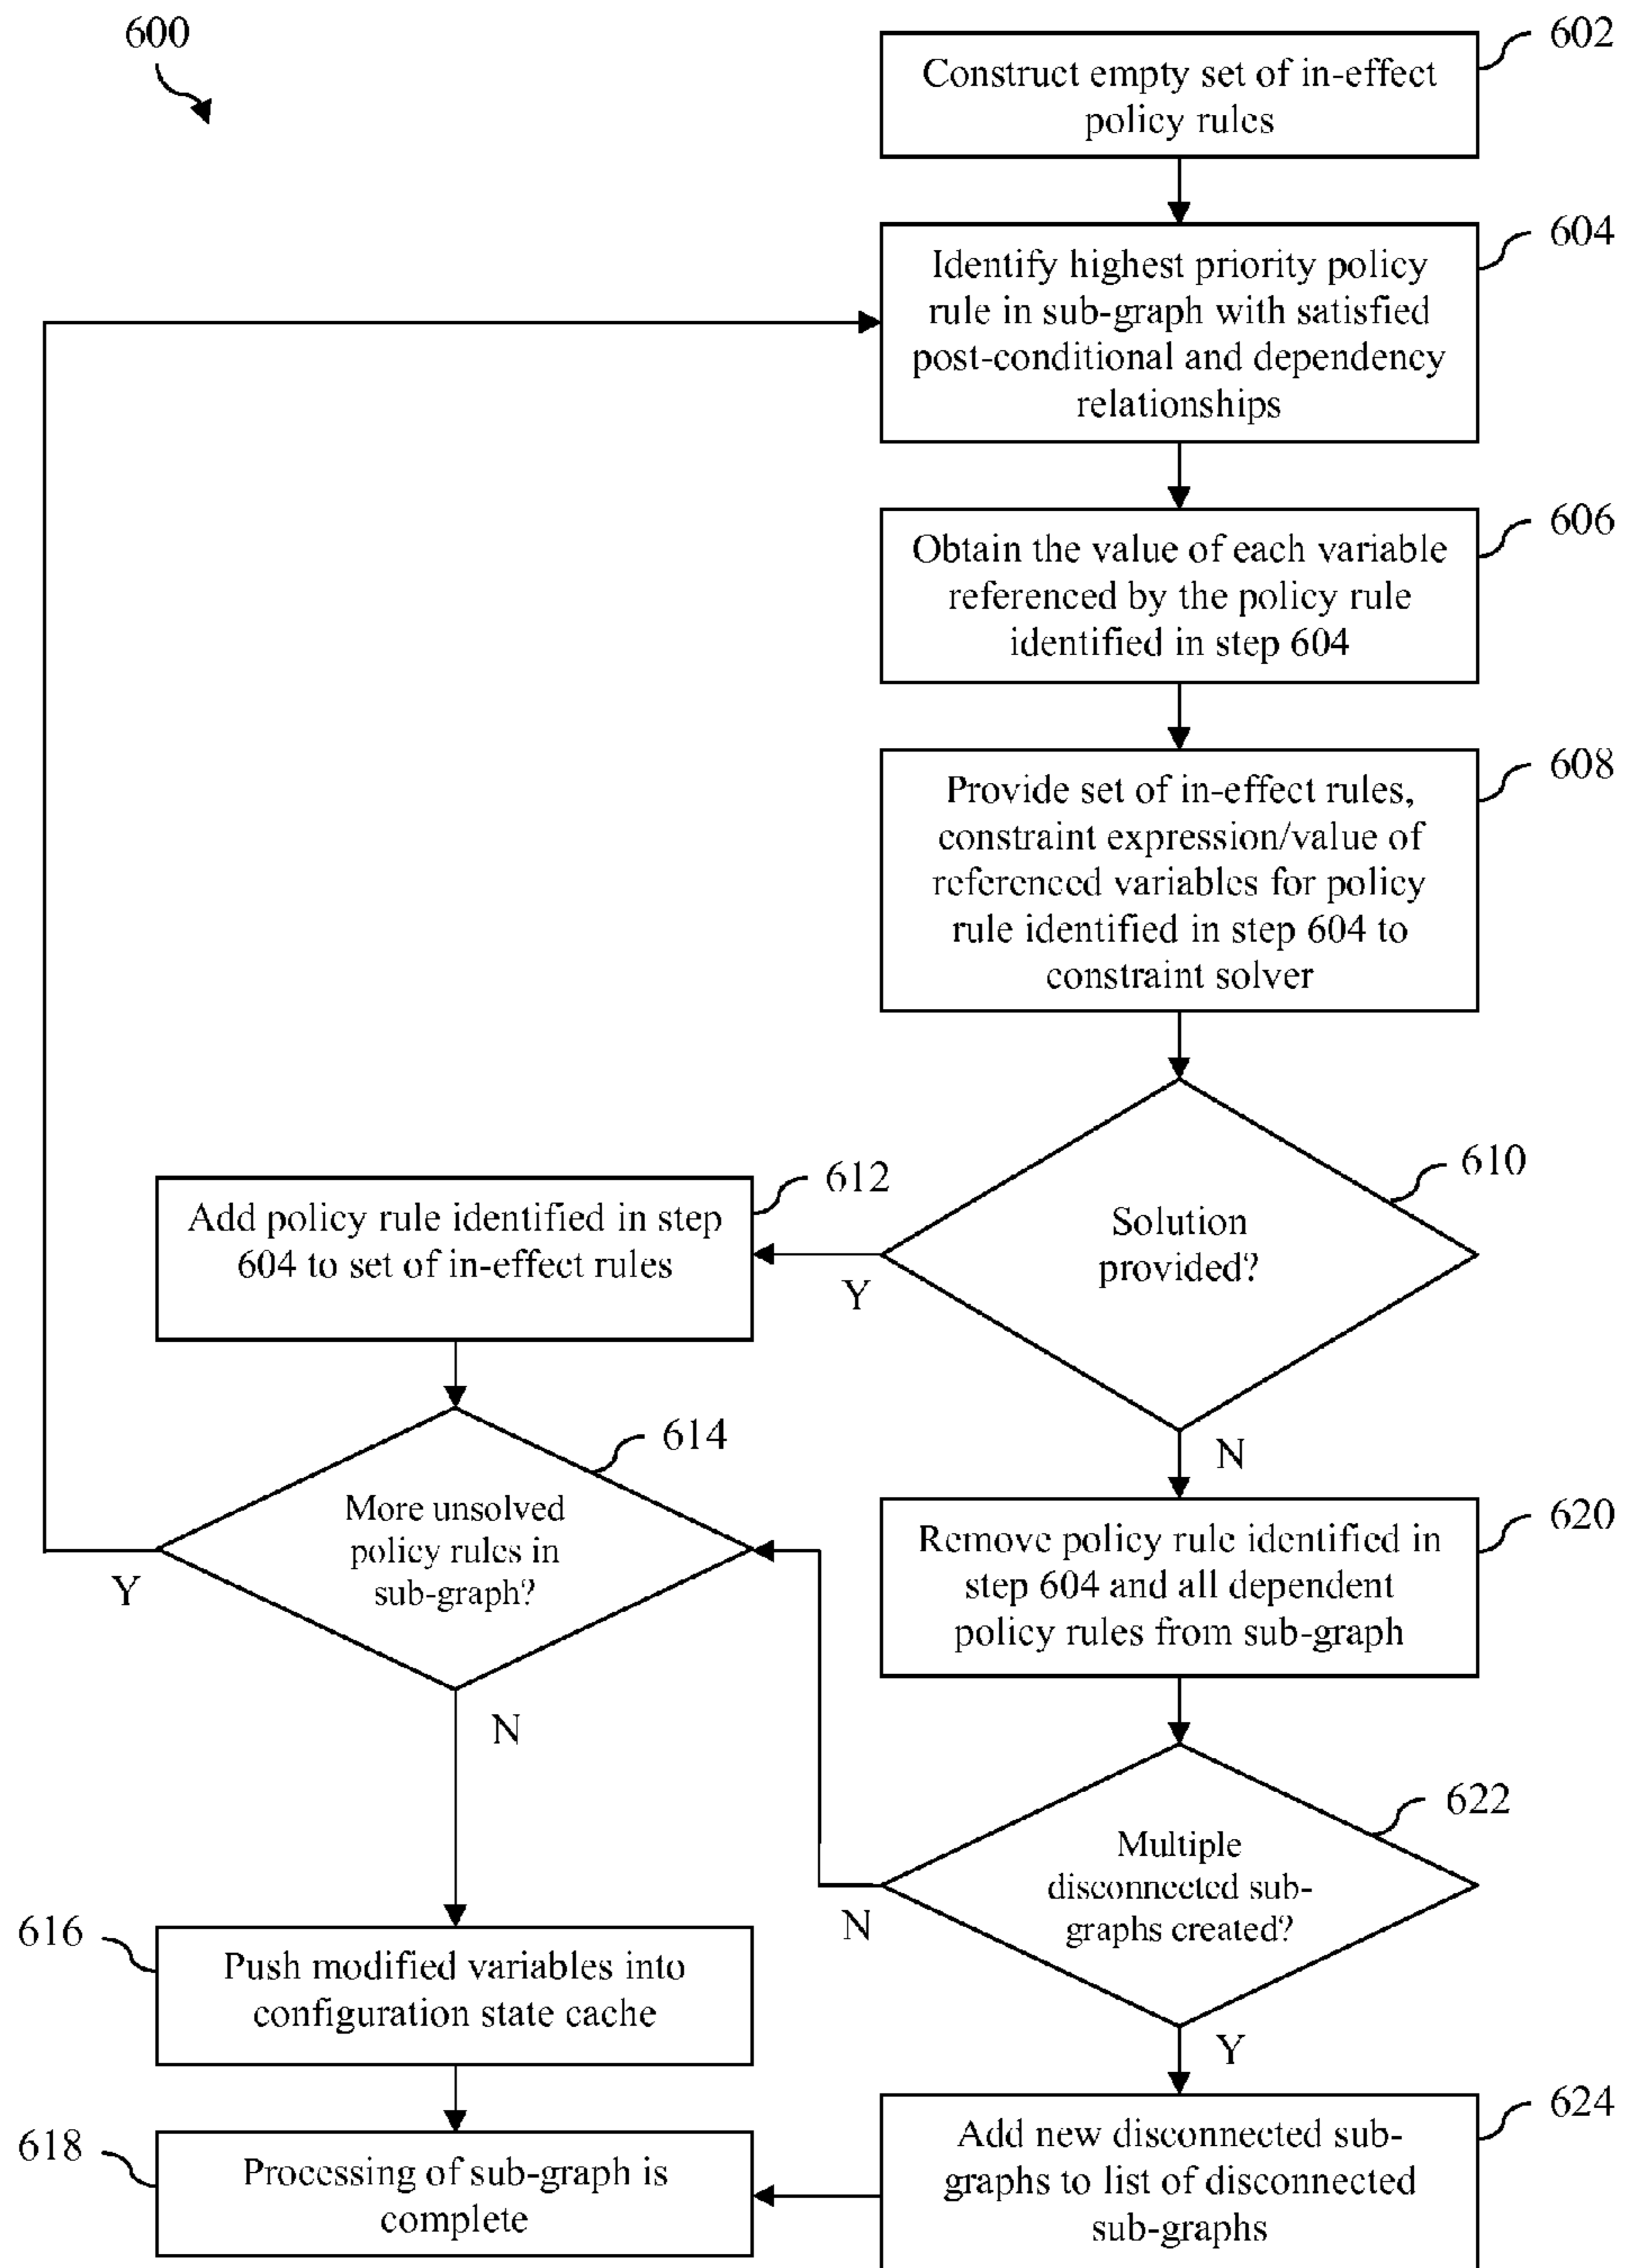 600
602
Construct empty set of in-effect
policy rules
604
Identify highest priority policy
rule in sub-graph with satisfied
post-conditional and dependency
relationships
606
Obtain the value of each variable
referenced by the policy rule
identified in step 604
608
Provide set of in-effect rules,
constraint expression/value of
referenced variables for policy
rule identified in step 604 to
constraint solver
610
Solution
provided?
Y
N
612
Add policy rule identified in step
604 to set of in-effect rules
614
More unsolved
policy rules in
sub-graph?
Y
N
620
Remove policy rule identified in
step 604 and all dependent
policy rules from sub-graph
622
Multiple
disconnected sub-
graphs created?
N
Y
616
Push modified variables into
configuration state cache
618
Processing of sub-graph is
complete
624
Add new disconnected sub-
graphs to list of disconnected
sub-graphs